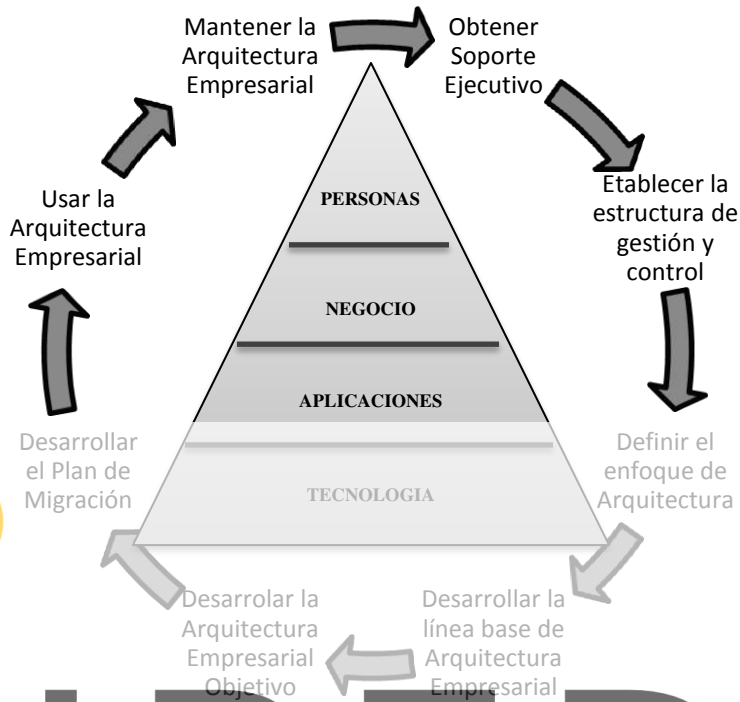 Mantener la
Arquitectura
Empresarial
Obtener
Soporte
Ejecutivo
Etablecer la
estructura de
gestión y
control
Definir el
enfoque de
Arquitectura
Desarrollar la
línea base de
Arquitectura
Empresarial
Desarrolar la
Arquitectura
Empresarial
Objetivo
Desarrollar
el Plan de
Migración
Usar la
Arquitectura
Empresarial
PERSONAS
NEGOCIO
APLICACIONES
TECNOLOGIA